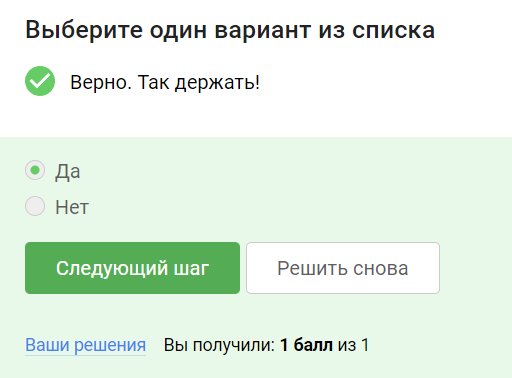 Выберите один вариант из списка
Верно. Так держать!
Да
Нет
Следующий шаг
Решить снова
Ваши решения Вы получили: 1 балл из 1